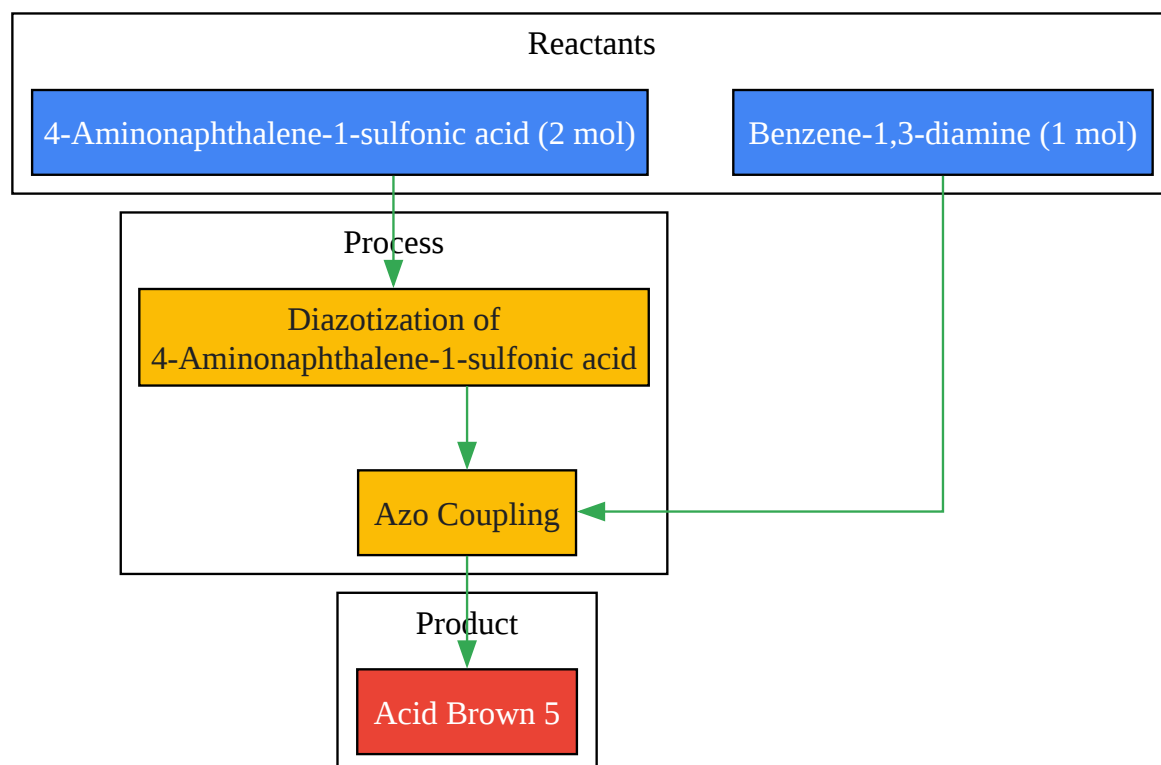 Reactants
4-Aminonaphthalene-1-sulfonic acid (2 mol)
Benzene-1,3-diamine (1 mol)
Process
Diazotization of
4-Aminonaphthalene-1-sulfonic acid
Azo Coupling
Product
Acid Brown 5